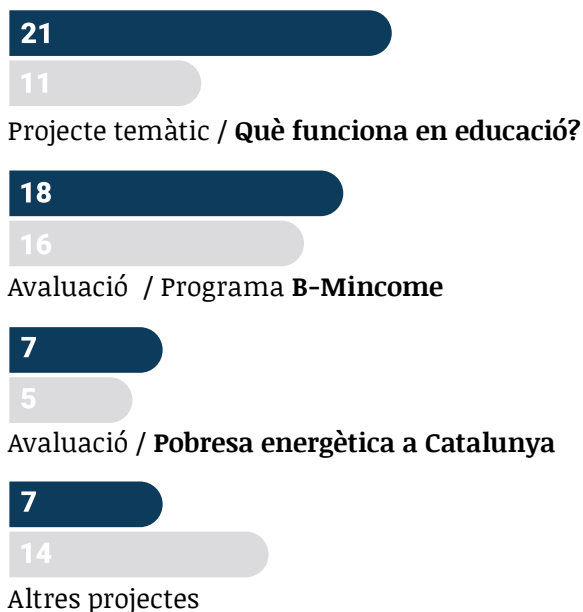 21
11
Projecte temàtic / Què funciona en educació?
18
16
Avaluació / Programa B-Mincome
7
5
Avaluació / Pobresa energètica a Catalunya
7
14
Altres projectes